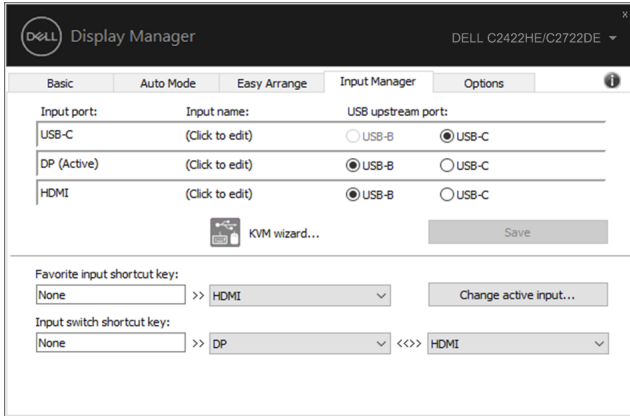 DELL Display Manager DELL C2422HE/C2722DE x
Basic Auto Mode Easy Arrange Input Manager Options i
Input port: Input name: USB upstream port:
USB-C (Click to edit) USB-B USB-C
DP (Active) (Click to edit) USB-B USB-C
HDMI (Click to edit) USB-B USB-C
KVM wizard... Save
Favorite input shortcut key:
None >> HDMI Change active input...
Input switch shortcut key:
None >> DP <<>> HDMI